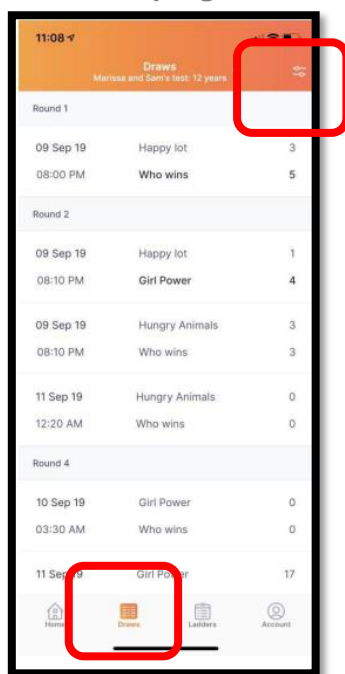 11:08
Draws
Marissa and Sam's test: 12 years
Round 1
09 Sep 19 Happy lot 3
08:00 PM Who wins 5
Round 2
09 Sep 19 Happy lot 1
08:10 PM Girl Power 4
09 Sep 19 Hungry Animals 3
08:10 PM Who wins 3
11 Sep 19 Hungry Animals 0
12:20 AM Who wins 0
Round 4
10 Sep 19 Girl Power 0
03:30 AM Who wins 0
11 Sep 19 Girl Power 17
Home Draws Ladders Account